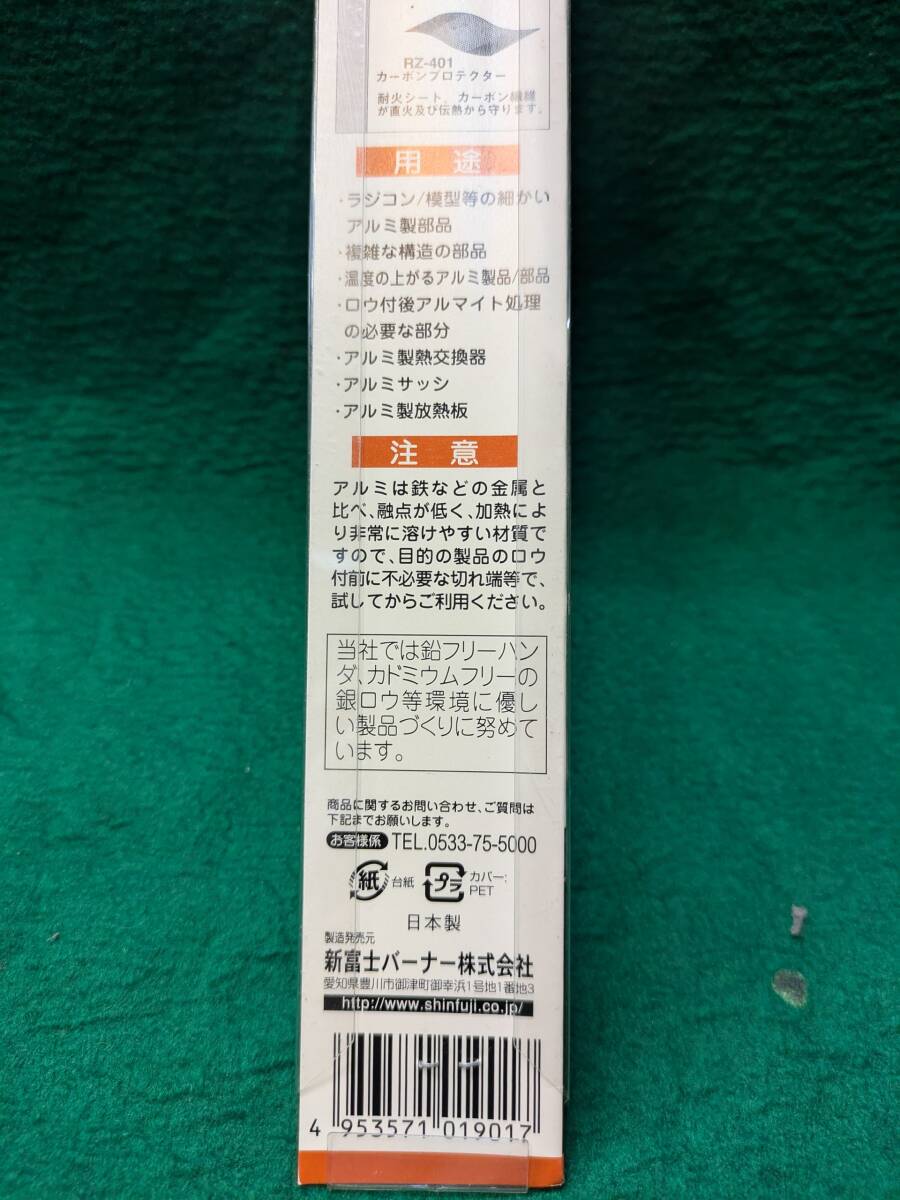 RZ-401
カーボンプロテクター
耐火シート、カーボン繊維
が直火及び伝熱から守ります。
用途
・ラジコン/模型等の細かい
アルミ製部品
・複雑な構造の部品
・温度の上がるアルミ製品/部品
・ロウ付後アルマイト処理
の必要な部分
・アルミ製熱交換器
・アルミサッシ
・アルミ製放熱板
注意
アルミは鉄などの金属と
比べ、融点が低く、加熱によ
り非常に溶けやすい材質で
すので、目的の製品のロウ
付前に不必要な切れ端等で、
試してからご利用ください。
当社では鉛フリーハン
ダ、カドミウムフリーの
銀ロウ等環境に優し
い製品づくりに努めて
います。
商品に関するお問い合わせ、ご質問は
下記までお願いします。
お客様係 TEL.0533-75-5000
紙 台紙 プラ カバー:
PET
日本製
製造発売元
新富士バーナー株式会社
愛知県豊川市御津町御幸浜1号地1番地3
http://www.shinfuji.co.jp/
4 953571 019017